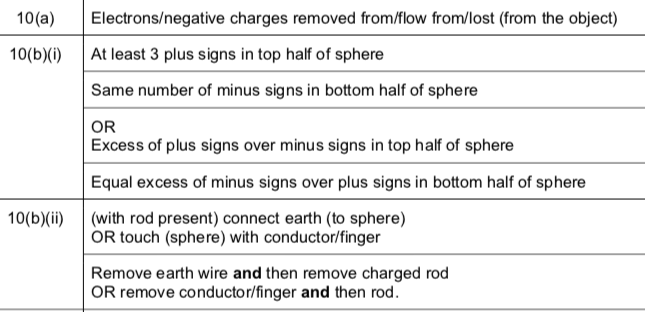 10(a) Electrons/negative charges removed from/flow from/lost (from the object)
10(b)(i) At least 3 plus signs in top half of sphere
Same number of minus signs in bottom half of sphere
OR
Excess of plus signs over minus signs in top half of sphere
Equal excess of minus signs over plus signs in bottom half of sphere
10(b)(ii) (with rod present) connect earth (to sphere)
OR touch (sphere) with conductor/finger
Remove earth wire and then remove charged rod
OR remove conductor/finger and then rod.